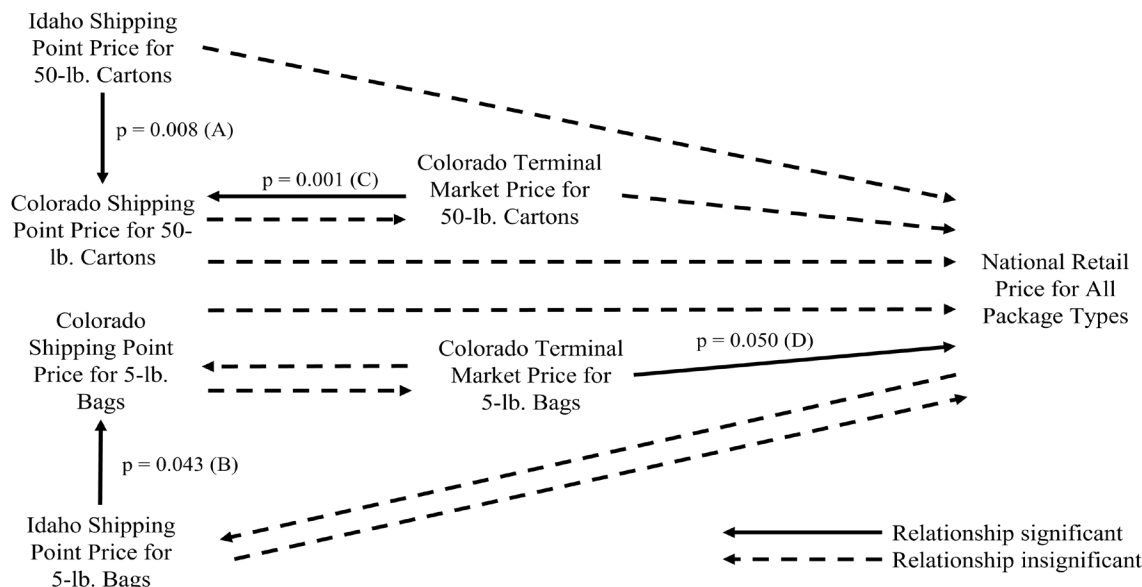 Idaho Shipping
Point Price for
50-lb. Cartons
p = 0.008 (A)
Colorado Terminal
Market Price for
50-lb. Cartons
p = 0.001 (C)
Colorado Shipping
Point Price for 50-
lb. Cartons
National Retail
Price for All
Package Types
Colorado
Shipping Point
Price for 5-lb.
Bags
p = 0.050 (D)
Colorado Terminal
Market Price for
5-lb. Bags
p = 0.043 (B)
Idaho Shipping
Point Price for
5-lb. Bags
Relationship significant
Relationship insignificant